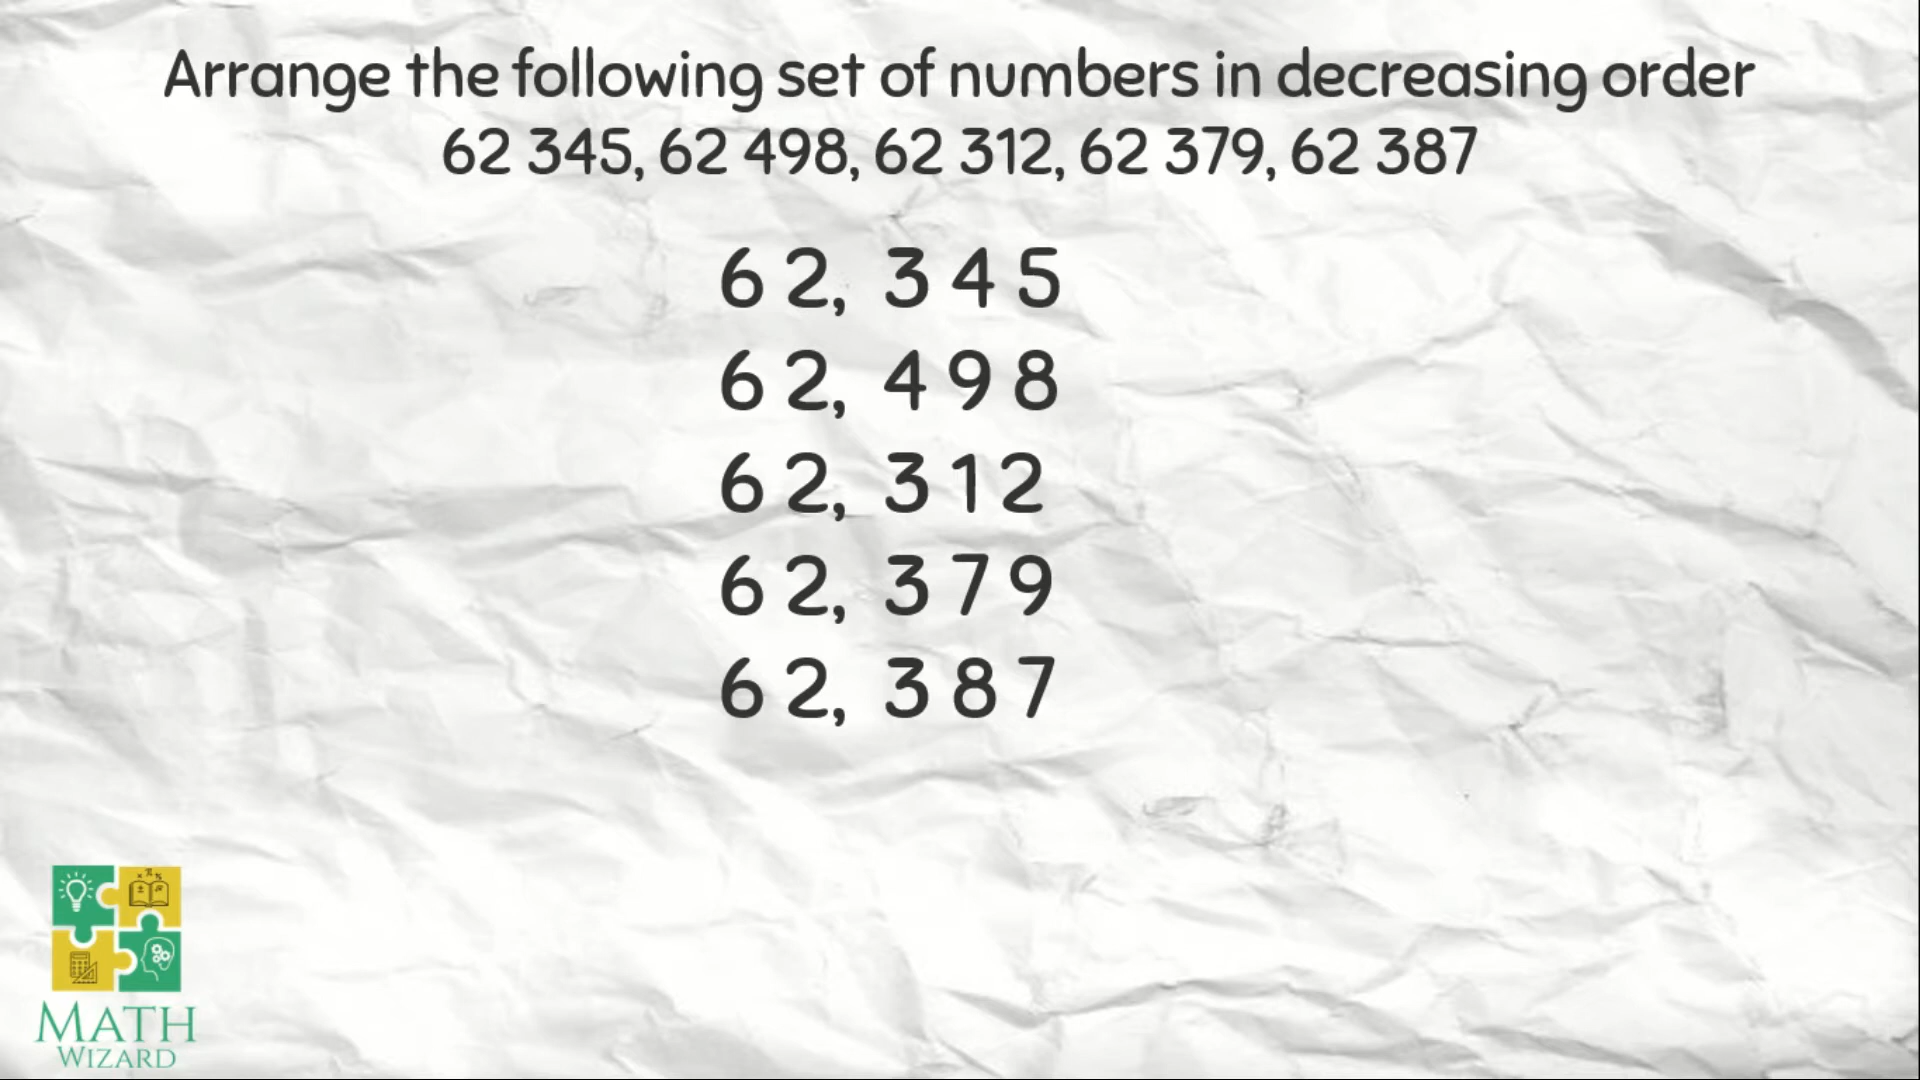 Arrange the following set of numbers in decreasing order
62 345, 62 498, 62 312, 62 379, 62 387
6 2, 3 4 5
6 2, 4 9 8
6 2, 3 1 2
6 2, 3 7 9
6 2, 3 8 7
MATH
WIZARD